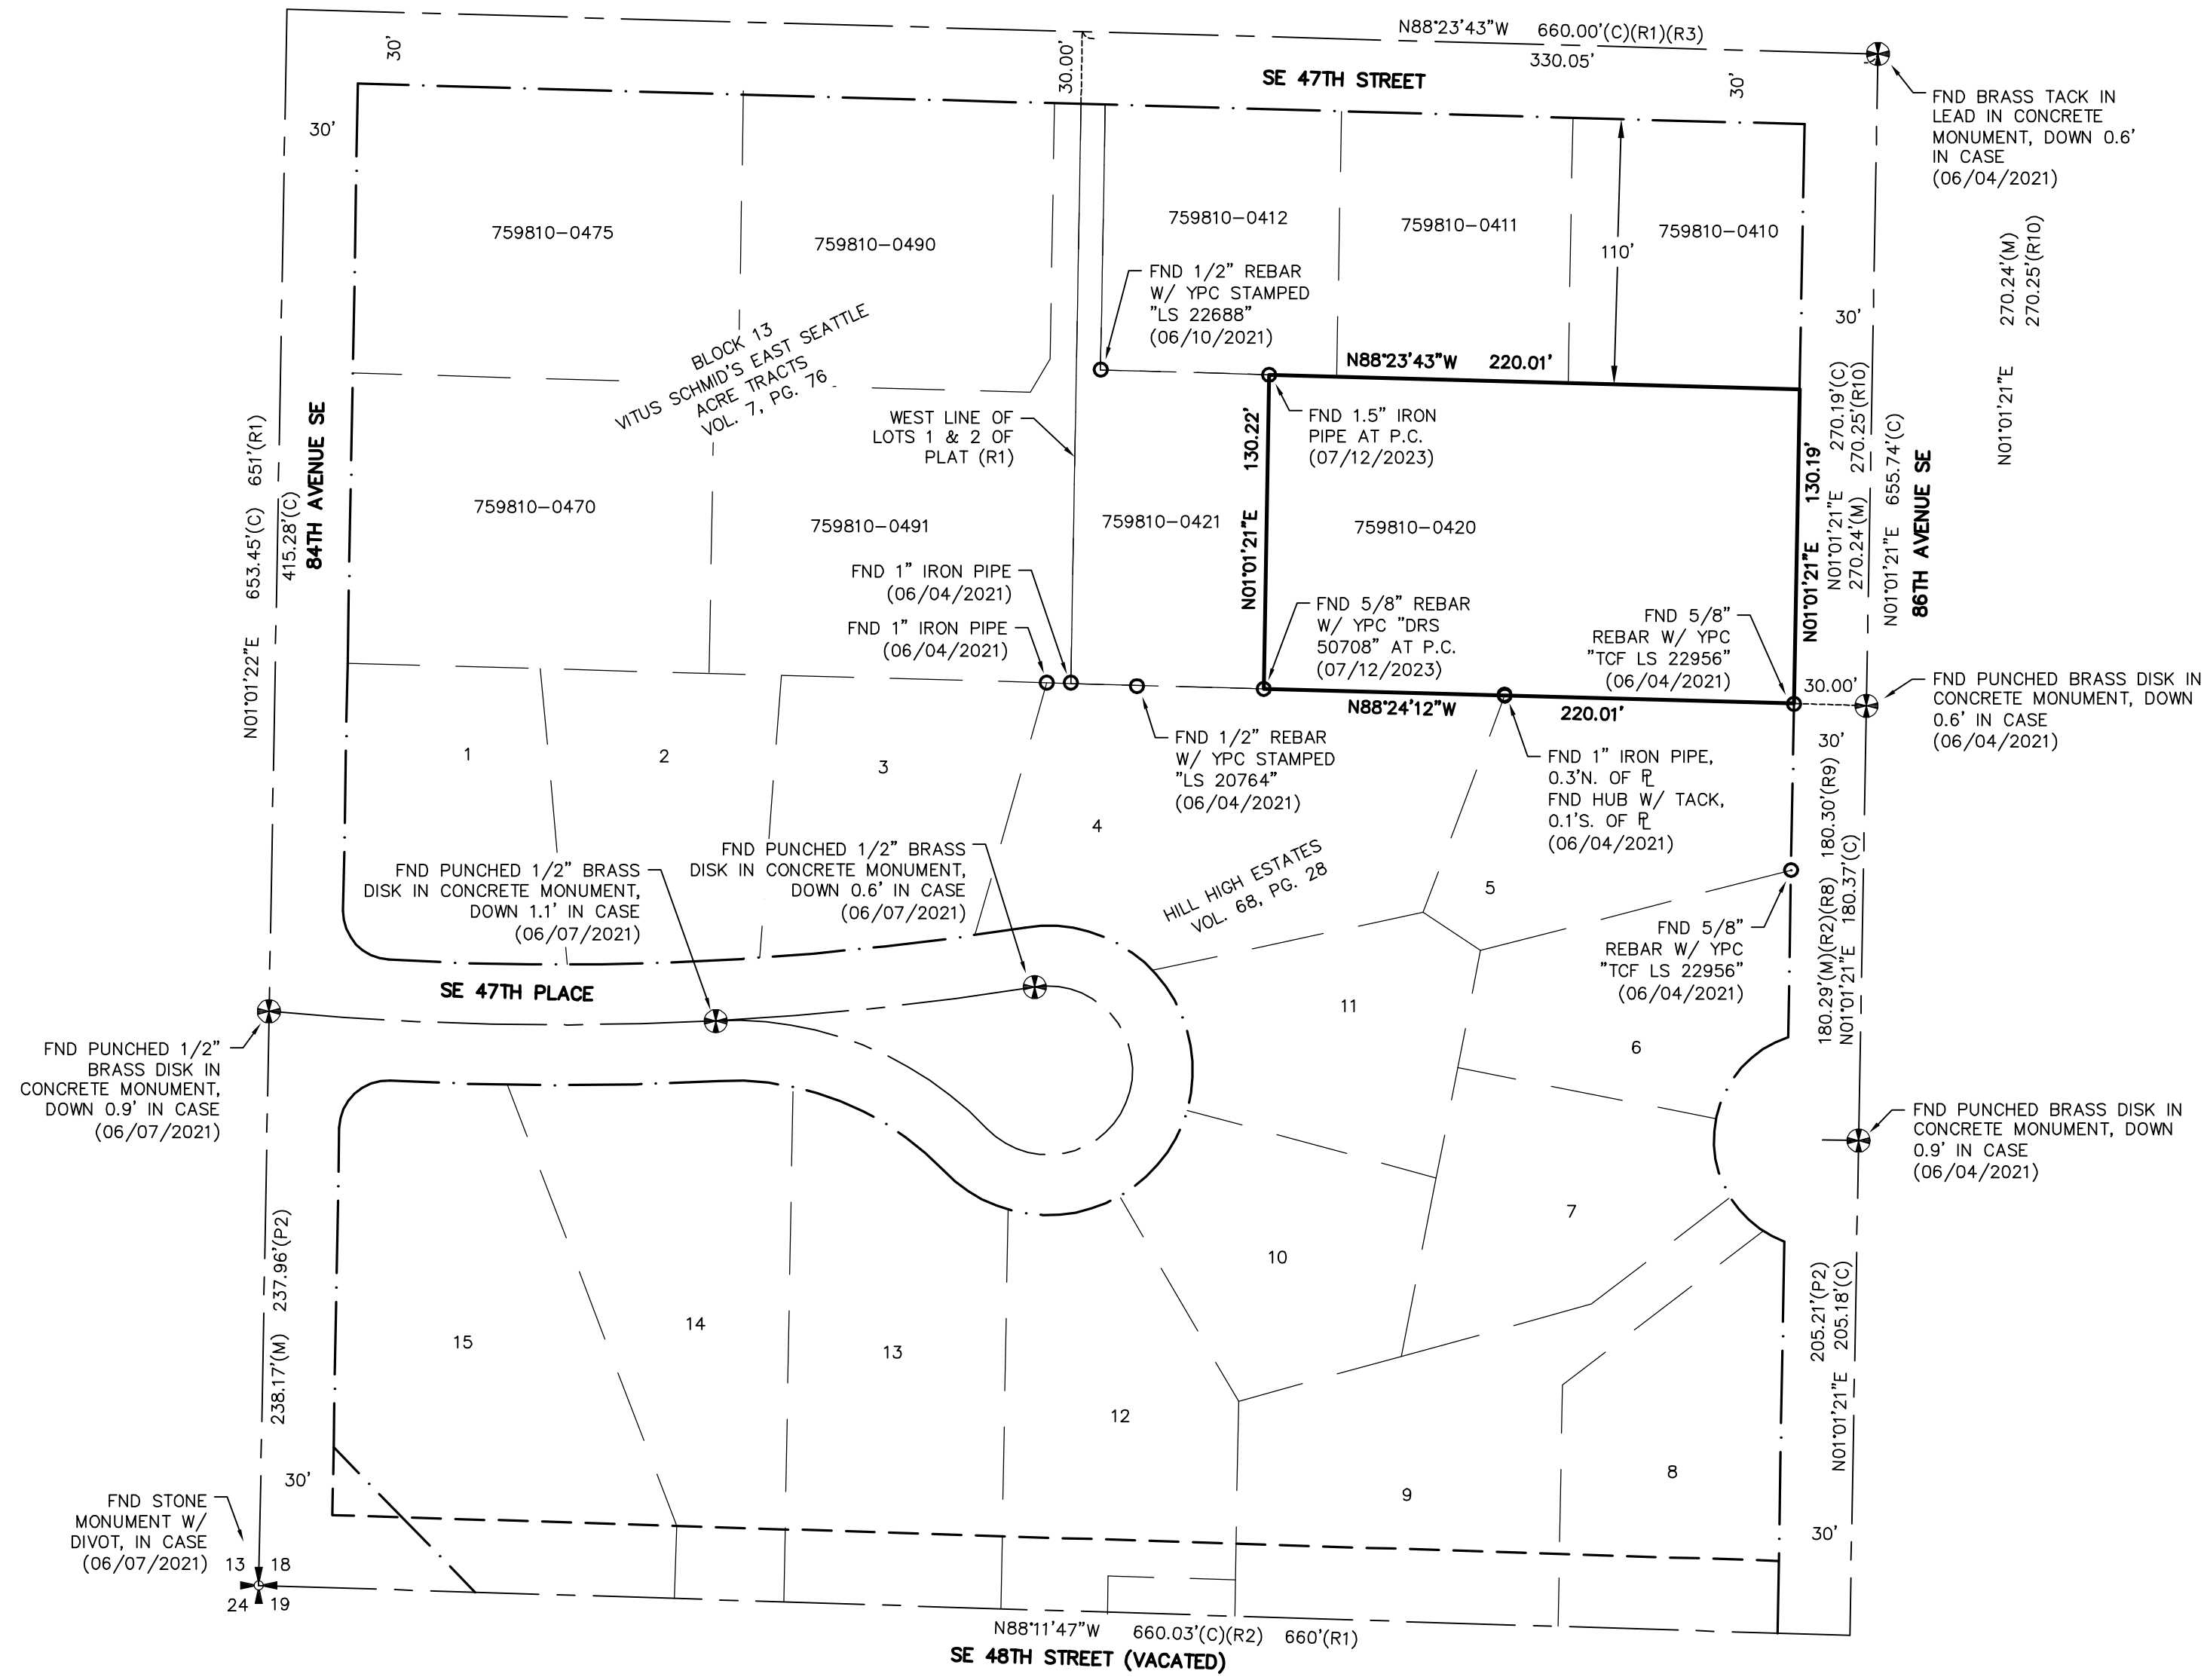 N88°23'43"W 660.00'(C)(R1)(R3)
330.05'
30'
30.00'
SE 47TH STREET
30'
30'
FND BRASS TACK IN
LEAD IN CONCRETE
MONUMENT, DOWN 0.6'
IN CASE
(06/04/2021)
759810-0475
759810-0490
759810-0412
759810-0411
759810-0410
110'
N01°01'21"E 270.24'(M)
270.25'(R10)
FND 1/2" REBAR
W/ YPC STAMPED
"LS 22688"
(06/10/2021)
30'
BLOCK 13
VITUS SCHMID'S EAST SEATTLE
ACRE TRACTS
VOL. 7, PG. 76
N88°23'43"W 220.01'
WEST LINE OF
LOTS 1 & 2 OF
PLAT (R1)
FND 1.5" IRON
PIPE AT P.C.
(07/12/2023)
N01°01'22"E 653.45'(C) 651'(R1)
415.28'(C)
84TH AVENUE SE
N01°01'21"E 130.22'
N01°01'21"E 130.19'
N01°01'21"E 270.19'(C)
270.24'(M) 270.25'(R10)
N01°01'21"E 655.74'(C)
86TH AVENUE SE
759810-0470
759810-0491
759810-0421
759810-0420
FND 1" IRON PIPE
(06/04/2021)
FND 1" IRON PIPE
(06/04/2021)
FND 5/8" REBAR
W/ YPC "DRS
50708" AT P.C.
(07/12/2023)
FND 5/8"
REBAR W/ YPC
"TCF LS 22956"
(06/04/2021)
30.00'
FND PUNCHED BRASS DISK IN
CONCRETE MONUMENT, DOWN
0.6' IN CASE
(06/04/2021)
N88°24'12"W 220.01'
1
2
3
FND 1/2" REBAR
W/ YPC STAMPED
"LS 20764"
(06/04/2021)
FND 1" IRON PIPE,
0.3'N. OF ℙL
FND HUB W/ TACK,
0.1'S. OF ℙL
(06/04/2021)
30'
4
180.29'(M)(R2)(R8) 180.30'(R9)
N01°01'21"E 180.37'(C)
FND PUNCHED 1/2" BRASS
DISK IN CONCRETE MONUMENT,
DOWN 1.1' IN CASE
(06/07/2021)
FND PUNCHED 1/2" BRASS
DISK IN CONCRETE MONUMENT,
DOWN 0.6' IN CASE
(06/07/2021)
HILL HIGH ESTATES
VOL. 68, PG. 28
5
FND 5/8"
REBAR W/ YPC
"TCF LS 22956"
(06/04/2021)
SE 47TH PLACE
11
6
FND PUNCHED 1/2"
BRASS DISK IN
CONCRETE MONUMENT,
DOWN 0.9' IN CASE
(06/07/2021)
FND PUNCHED BRASS DISK IN
CONCRETE MONUMENT, DOWN
0.9' IN CASE
(06/04/2021)
7
238.17'(M) 237.96'(P2)
10
205.21'(P2)
N01°01'21"E 205.18'(C)
15
14
13
12
30'
9
8
30'
FND STONE
MONUMENT W/
DIVOT, IN CASE
(06/07/2021)
13 18
24 19
N88°11'47"W 660.03'(C)(R2) 660'(R1)
SE 48TH STREET (VACATED)